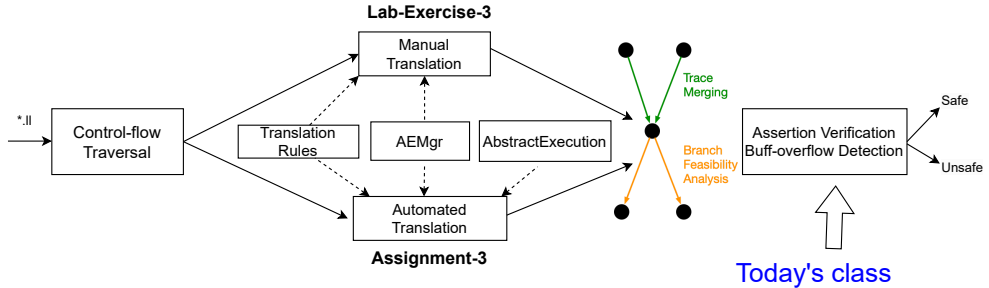 Lab-Exercise-3
*.ll
Control-flow
Traversal
Manual
Translation
Translation
Rules
AEMgr
AbstractExecution
Automated
Translation
Assignment-3
Trace
Merging
Branch
Feasibility
Analysis
Assertion Verification
Buff-overflow Detection
Safe
Unsafe
Today's class